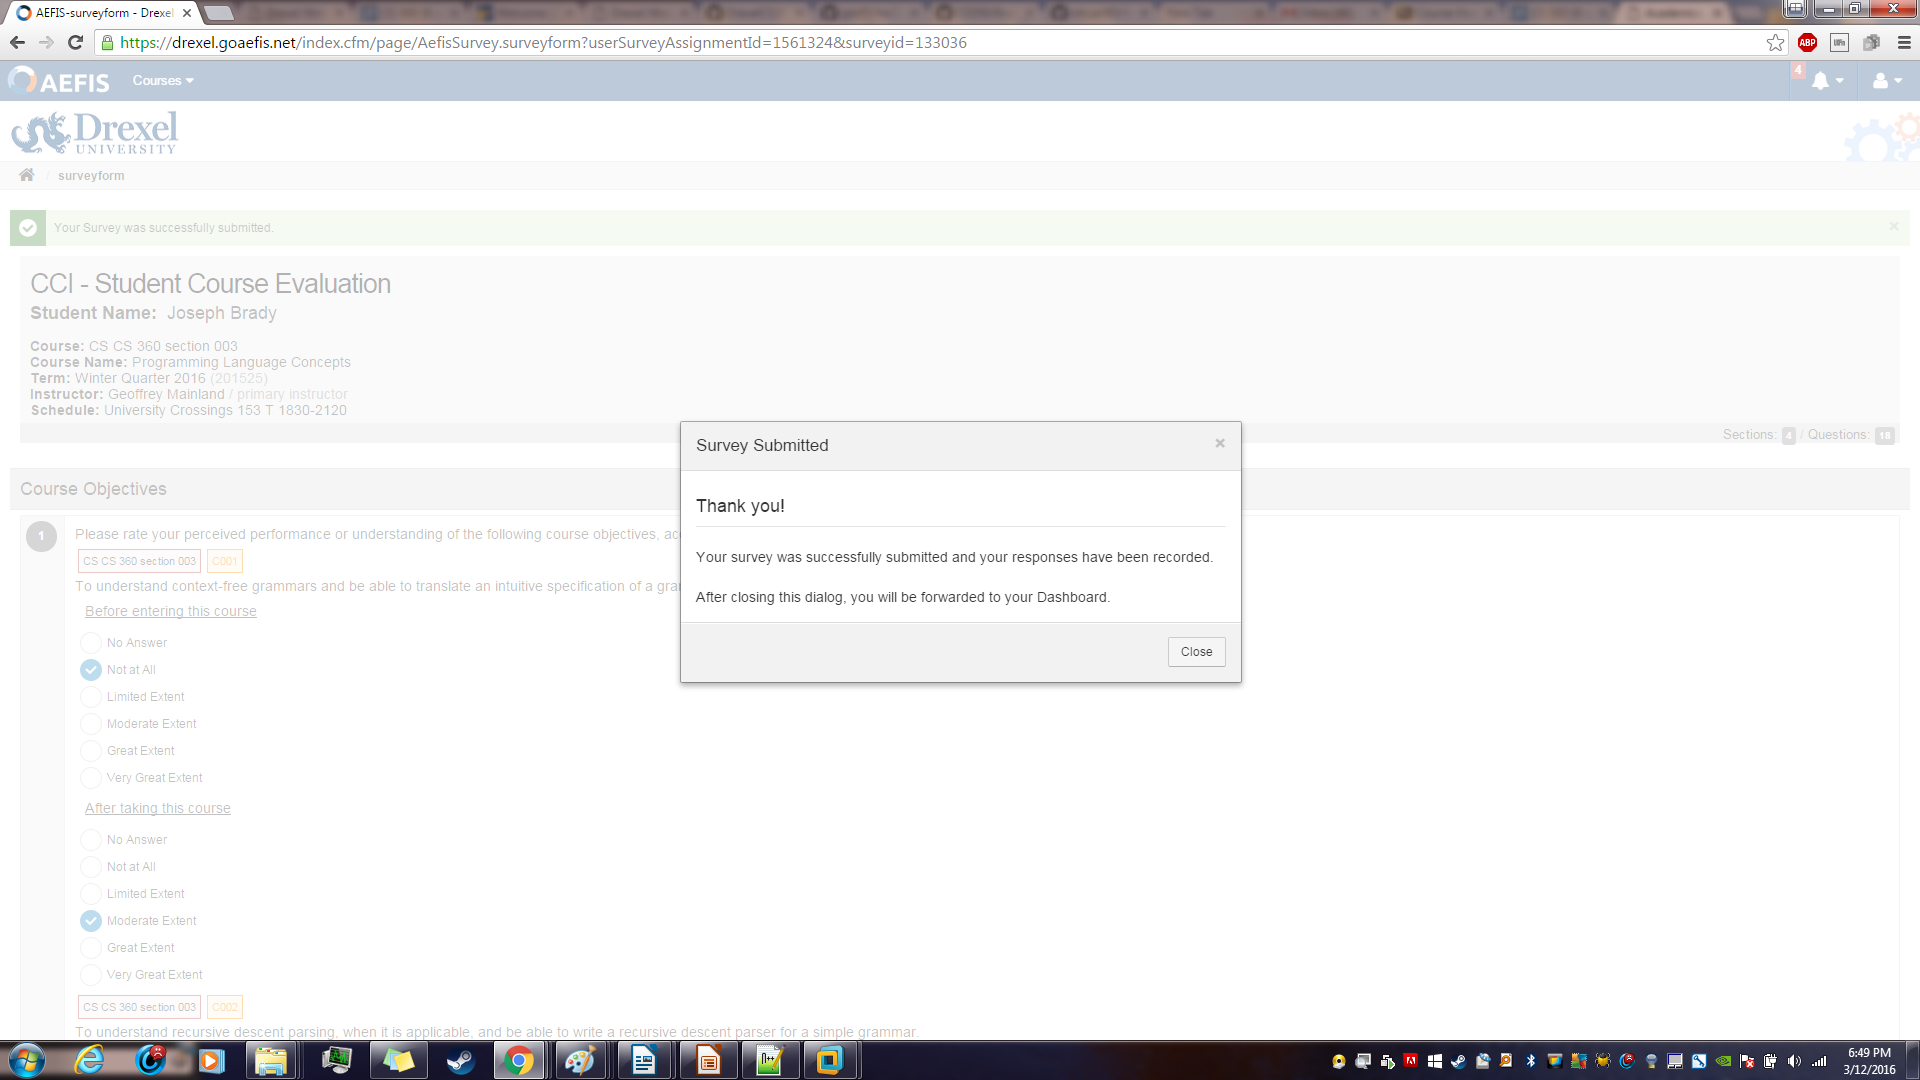 AEFIS-surveyform - Drexel
https://drexel.goaefis.net/index.cfm/page/AefisSurvey.surveyform?userSurveyAssignmentId=1561324&surveyid=133036
ABP
AEFIS
Courses
4
Drexel
UNIVERSITY
/ surveyform
Your Survey was successfully submitted.
CCI - Student Course Evaluation
Student Name: Joseph Brady
Course: CS CS 360 section 003
Course Name: Programming Language Concepts
Term: Winter Quarter 2016 (201525)
Instructor: Geoffrey Mainland / primary instructor
Schedule: University Crossings 153 T 1830-2120
Sections: 4 / Questions: 18
Survey Submitted
Thank you!
Your survey was successfully submitted and your responses have been recorded.
After closing this dialog, you will be forwarded to your Dashboard.
Close
Course Objectives
1
Please rate your perceived performance or understanding of the following course objectives,
CS CS 360 section 003 C001
To understand context-free grammars and be able to translate an intuitive specification of a
Before entering this course
No Answer
Not at All
Limited Extent
Moderate Extent
Great Extent
Very Great Extent
After taking this course
No Answer
Not at All
Limited Extent
Moderate Extent
Great Extent
Very Great Extent
CS CS 360 section 003 C002
To understand recursive descent parsing, when it is applicable, and be able to write a recursive descent parser for a simple grammar.
6:49 PM
3/12/2016